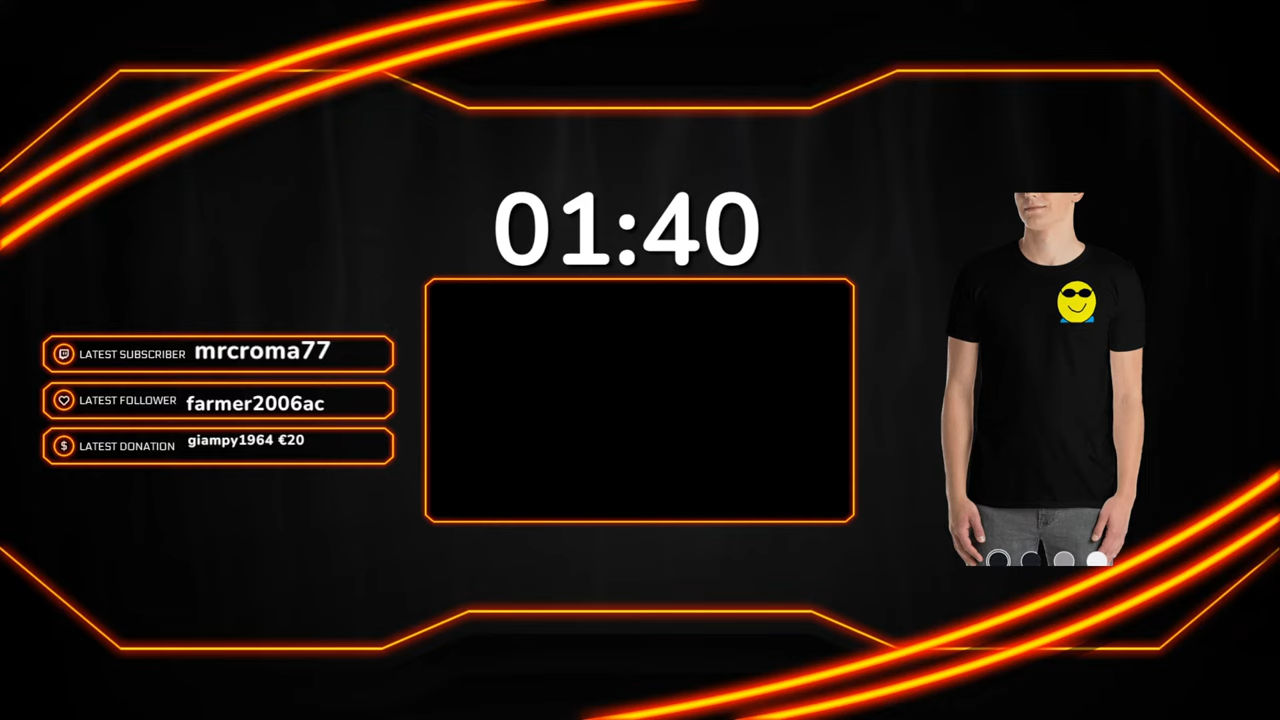 01:40
LATEST SUBSCRIBER mrcroma77
LATEST FOLLOWER farmer2006ac
$ LATEST DONATION giampy1964 €20